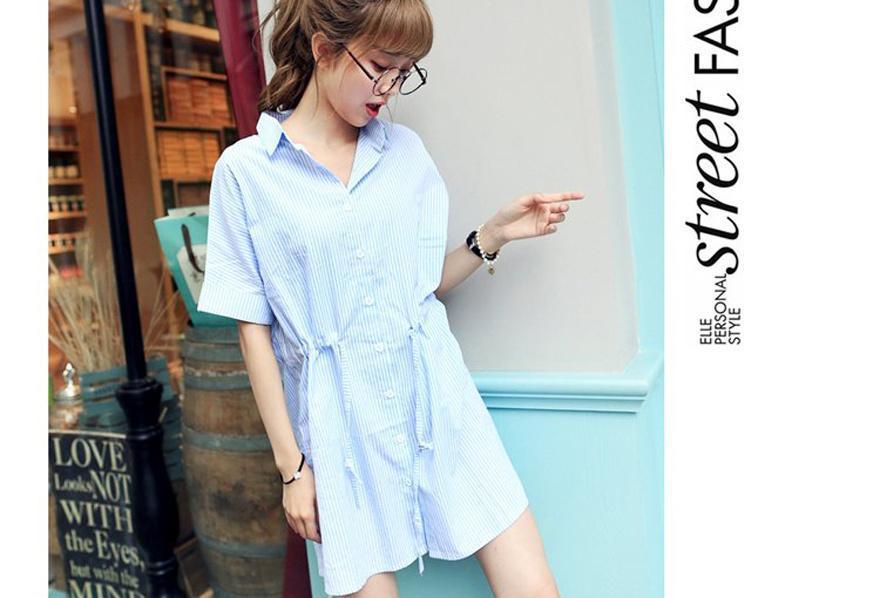 LOVE
Looks NOT
WITH
the Eyes,
but with the
MIND
street FAS
ELLE
PERSONAL
STYLE